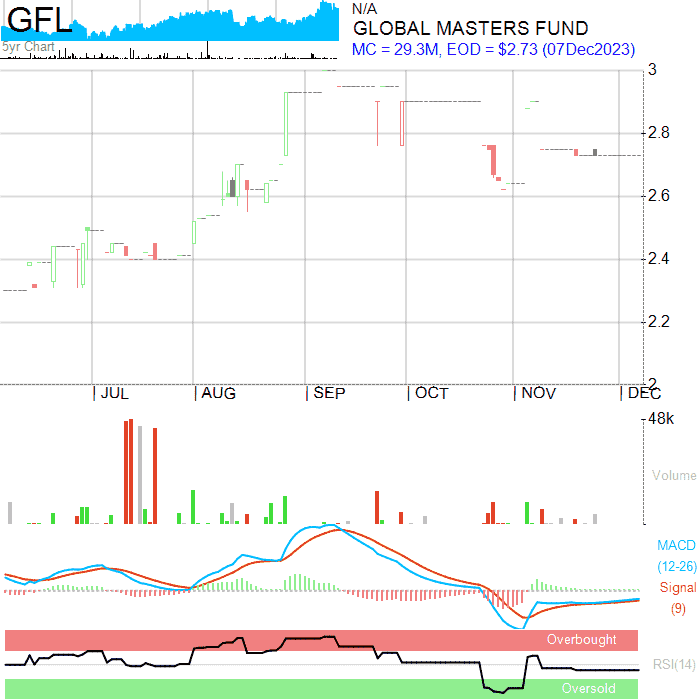 GFL
5yr Chart
N/A
GLOBAL MASTERS FUND
MC = 29.3M, EOD = $2.73 (07Dec2023)
3
2.8
2.6
2.4
2.2
2
JUL AUG SEP OCT NOV DEC
48k
Volume
MACD
(12-26)
Signal
(9)
Overbought
RSI(14)
Oversold